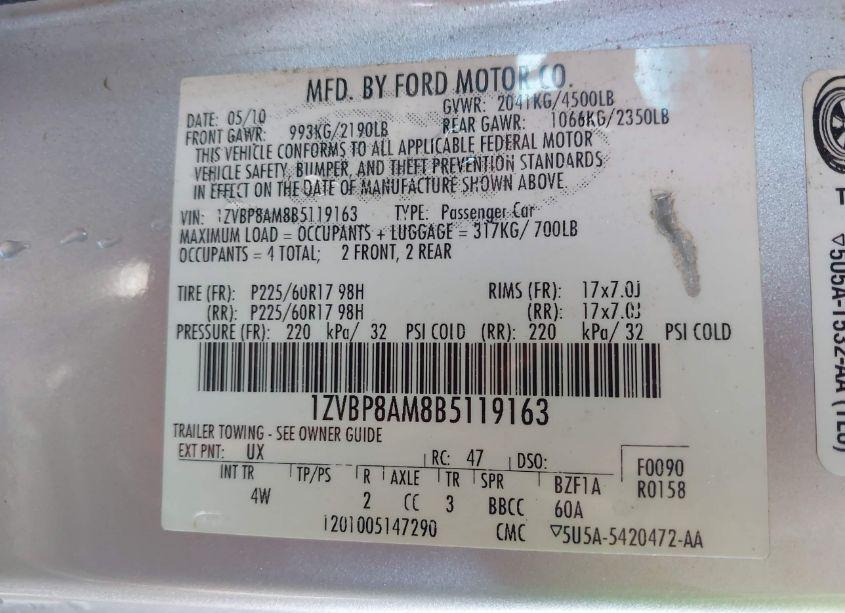 MFD. BY FORD MOTOR CO.
DATE: 05/10 GVWR: 2041KG/4500LB
FRONT GAWR: 993KG/2190LB REAR GAWR: 1066KG/2350LB
THIS VEHICLE CONFORMS TO ALL APPLICABLE FEDERAL MOTOR
VEHICLE SAFETY, BUMPER, AND THEFT PREVENTION STANDARDS
IN EFFECT ON THE DATE OF MANUFACTURE SHOWN ABOVE.
VIN: 1ZVBP8AM8B5119163 TYPE: Passenger Car
MAXIMUM LOAD = OCCUPANTS + LUGGAGE = 317KG/ 700LB
OCCUPANTS = 4 TOTAL; 2 FRONT, 2 REAR
TIRE (FR): P225/60R17 98H RIMS (FR): 17x7.0J
(RR): P225/60R17 98H (RR): 17x7.0J
PRESSURE (FR): 220 kPa/ 32 PSI COLD (RR): 220 kPa/ 32 PSI COLD
1ZVBP8AM8B5119163
TRAILER TOWING - SEE OWNER GUIDE
EXT PNT: UX RC: 47 DSO: F0090
INT TR TP/PS R AXLE TR SPR BZF1A R0158
4W 2 CC 3 BBCC 60A
1201005147290 CMC ▽5U5A-5420472-AA